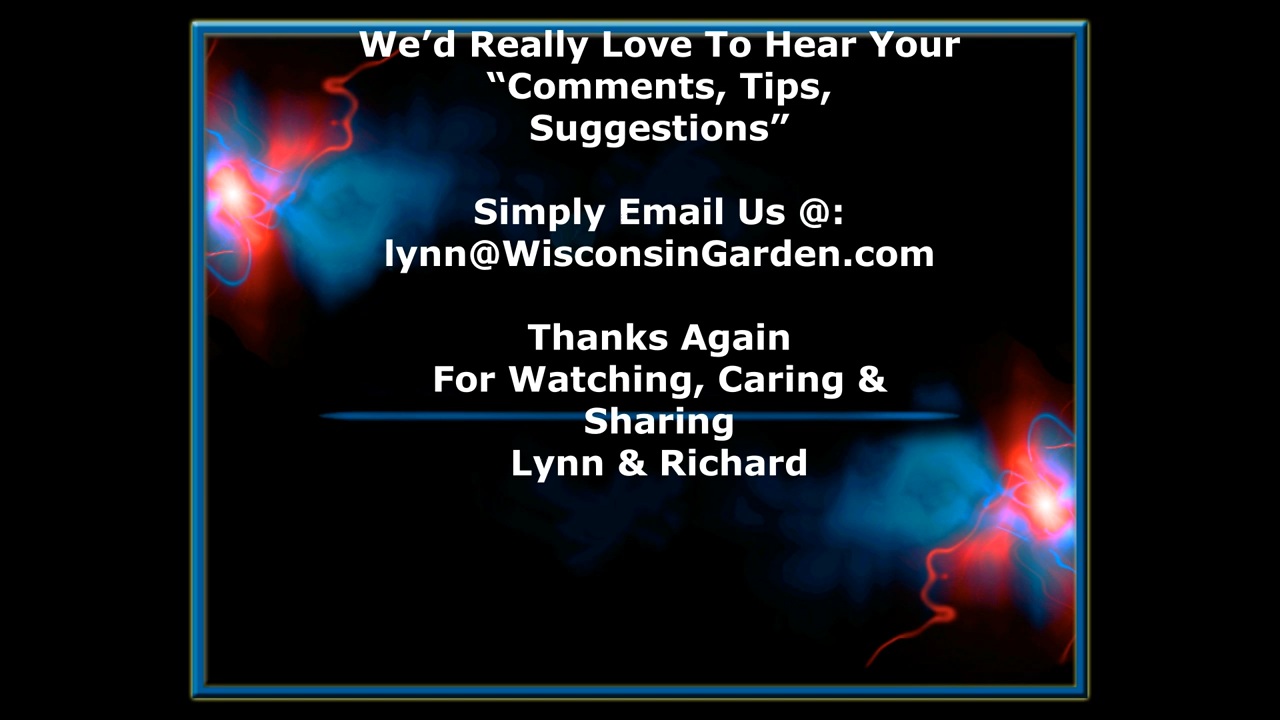 We’d Really Love To Hear Your
“Comments, Tips,
Suggestions”
Simply Email Us @:
lynn@WisconsinGarden.com
Thanks Again
For Watching, Caring &
Sharing
Lynn & Richard